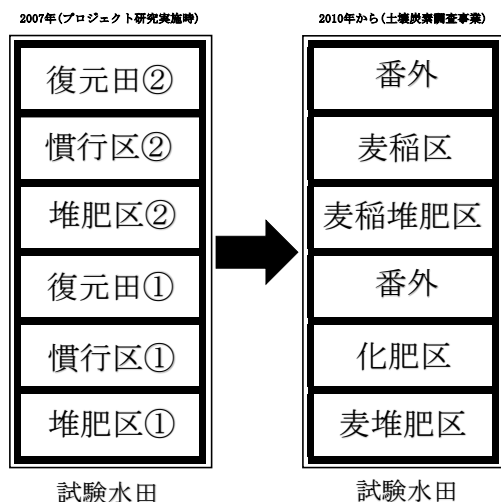 2007年(プロジェクト研究実施時)
復元田②
慣行区②
堆肥区②
復元田①
慣行区①
堆肥区①
試験水田
2010年から(土壌炭素調査事業)
番外
麦稲区
麦稲堆肥区
番外
化肥区
麦堆肥区
試験水田